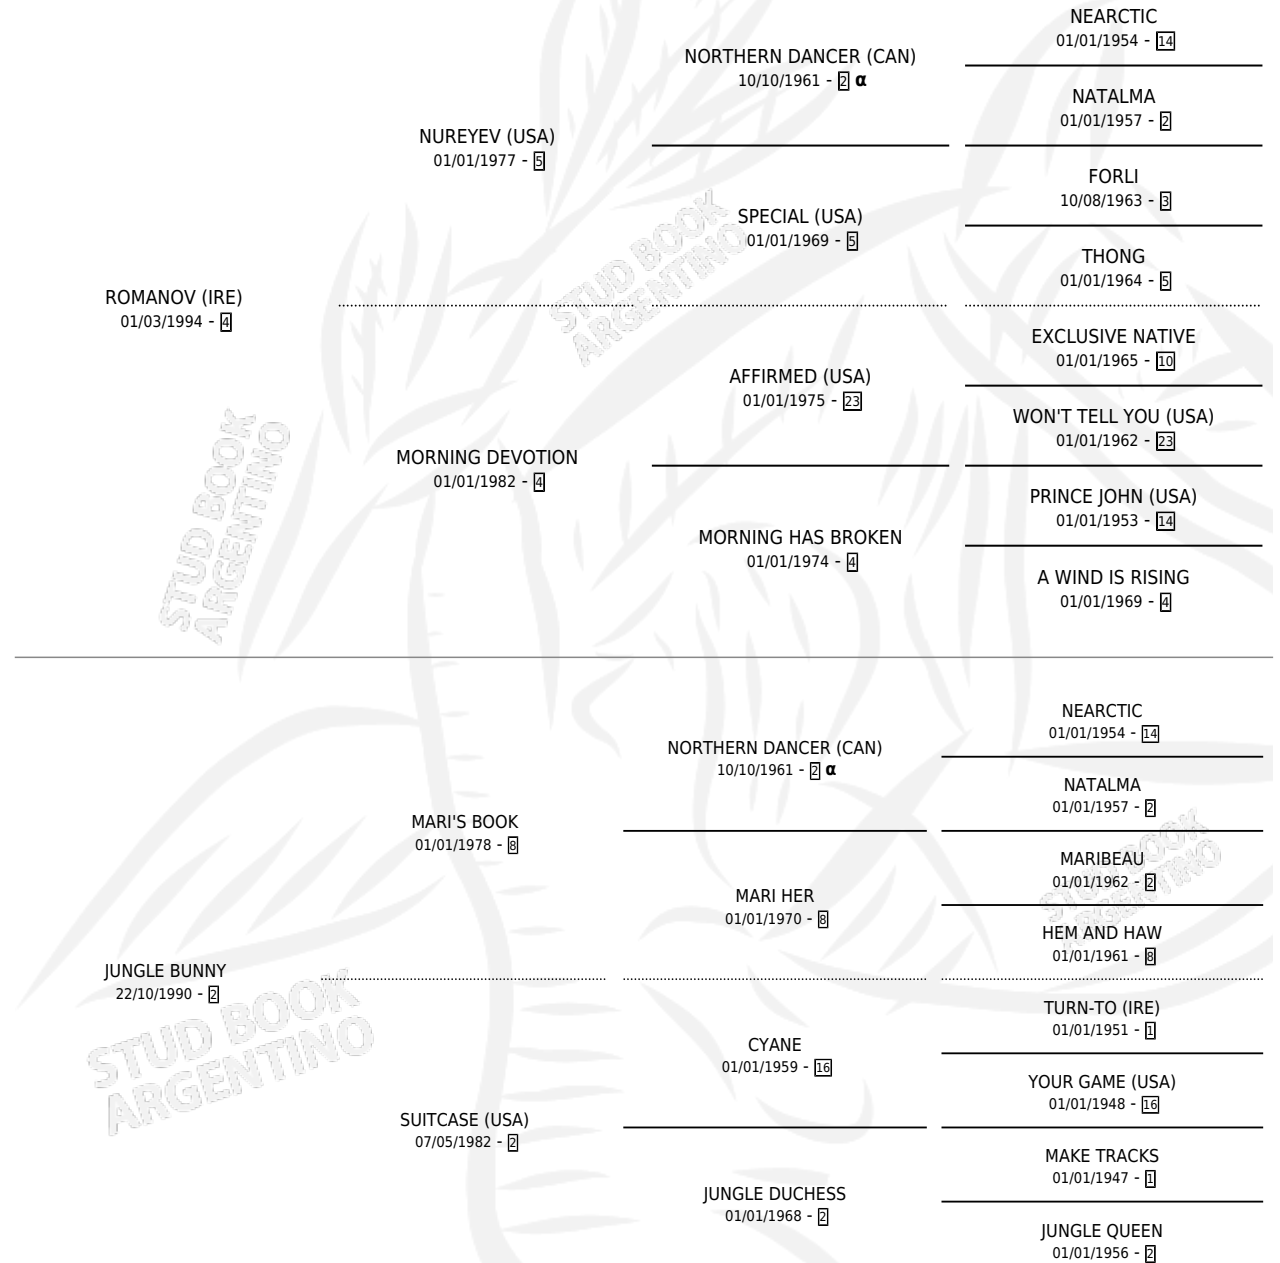 NEARCTIC
01/01/1954 - 14
NORTHERN DANCER (CAN)
10/10/1961 - 2 α
NATALMA
01/01/1957 - 2
NUREYEV (USA)
01/01/1977 - 5
FORLI
10/08/1963 - 3
SPECIAL (USA)
01/01/1969 - 5
THONG
01/01/1964 - 5
ROMANOV (IRE)
01/03/1994 - 4
EXCLUSIVE NATIVE
01/01/1965 - 10
AFFIRMED (USA)
01/01/1975 - 23
WON'T TELL YOU (USA)
01/01/1962 - 23
MORNING DEVOTION
01/01/1982 - 4
PRINCE JOHN (USA)
01/01/1953 - 14
MORNING HAS BROKEN
01/01/1974 - 4
A WIND IS RISING
01/01/1969 - 4
NEARCTIC
01/01/1954 - 14
NORTHERN DANCER (CAN)
10/10/1961 - 2 α
NATALMA
01/01/1957 - 2
MARI'S BOOK
01/01/1978 - 8
MARIBEAU
01/01/1962 - 2
MARI HER
01/01/1970 - 8
HEM AND HAW
01/01/1961 - 8
JUNGLE BUNNY
22/10/1990 - 2
TURN-TO (IRE)
01/01/1951 - 1
CYANE
01/01/1959 - 16
YOUR GAME (USA)
01/01/1948 - 16
SUITCASE (USA)
07/05/1982 - 2
MAKE TRACKS
01/01/1947 - 1
JUNGLE DUCHESS
01/01/1968 - 2
JUNGLE QUEEN
01/01/1956 - 2
STUD BOOK
ARGENTINO
STUD BOOK
ARGENTINO
STUD BOOK
ARGENTINO
STUD BOOK
ARGENTINO